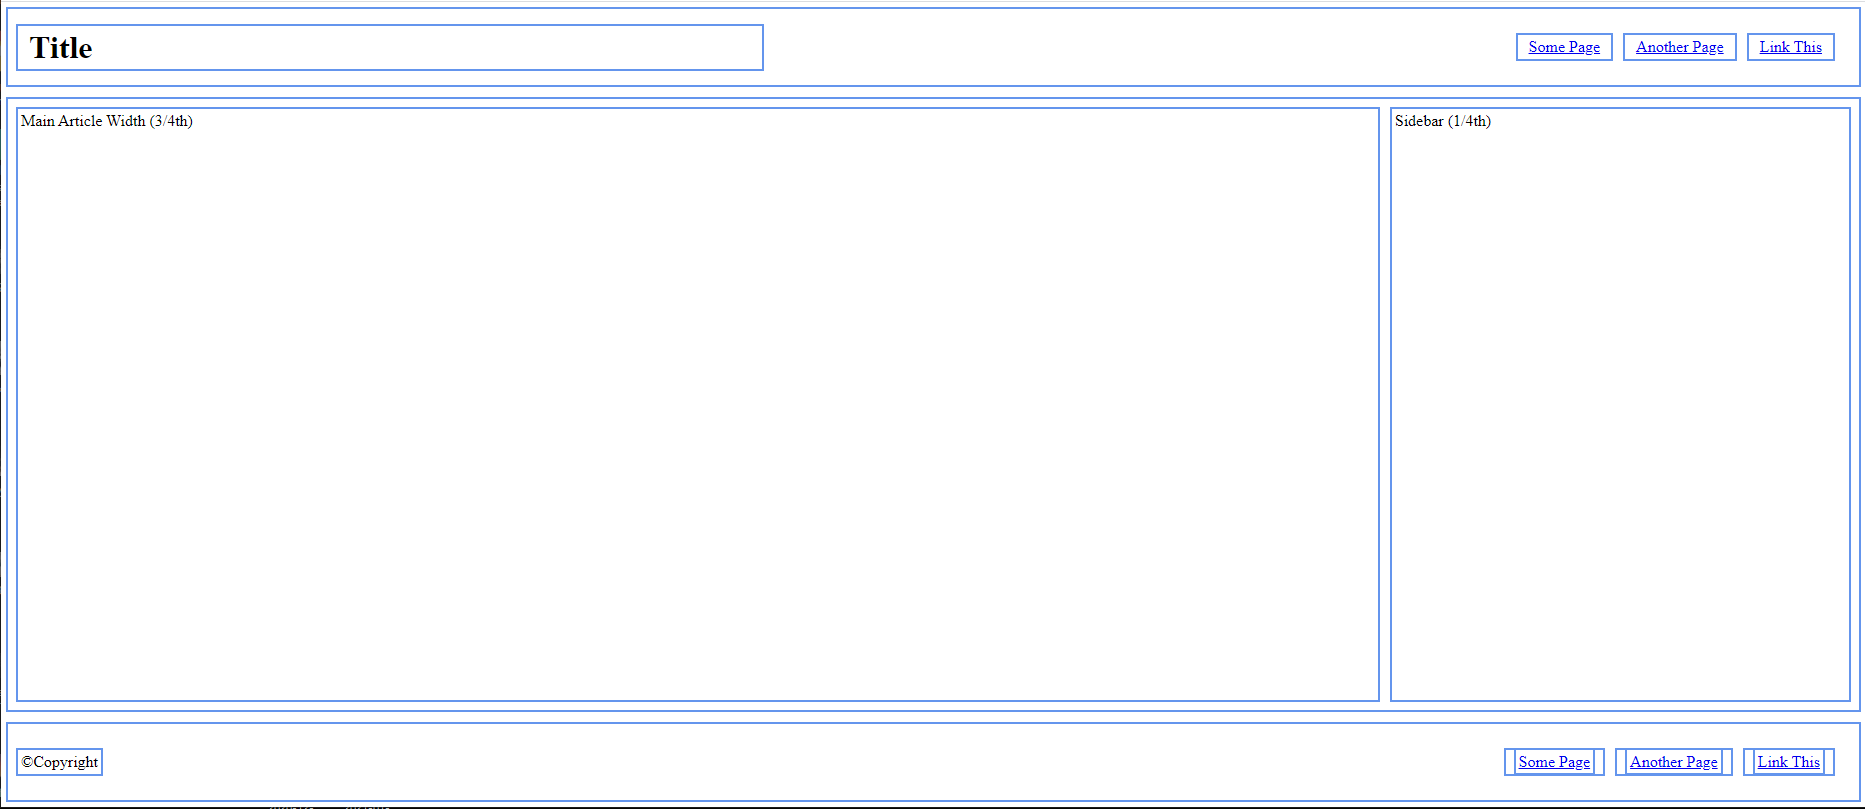 Title
Some Page Another Page Link This
Main Article Width (3/4th)
Sidebar (1/4th)
©Copyright
Some Page Another Page Link This